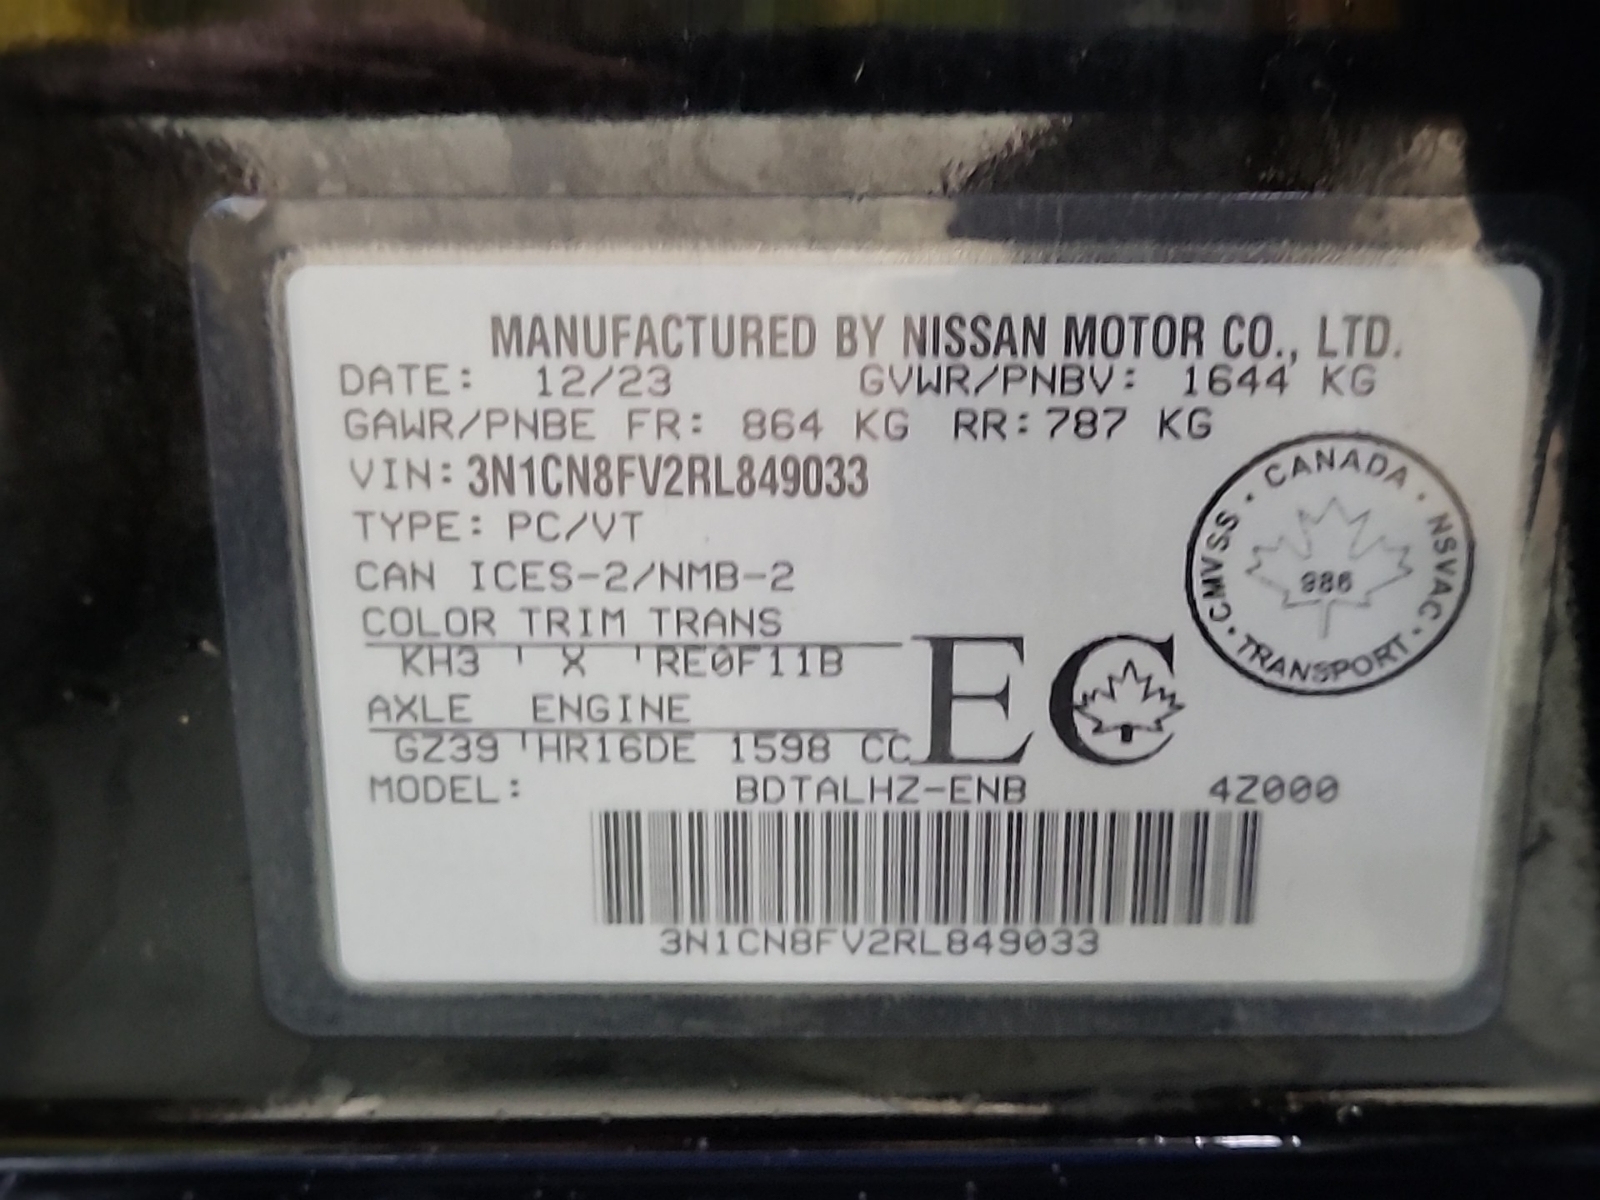 MANUFACTURED BY NISSAN MOTOR CO., LTD.
DATE: 12/23 GVWR/PNBV: 1644 KG
GAWR/PNBE FR: 864 KG RR: 787 KG
VIN: 3N1CN8FV2RL849033
TYPE: PC/VT
CAN ICES-2/NMB-2
COLOR TRIM TRANS
KH3 ' X 'RE0F11B
AXLE ENGINE
GZ39 'HR16DE 1598 CC
EC
MODEL: BDTALHZ-ENB 4Z000
3N1CN8FV2RL849033
CANADA · NSVAC · TRANSPORT · CMVSS ·